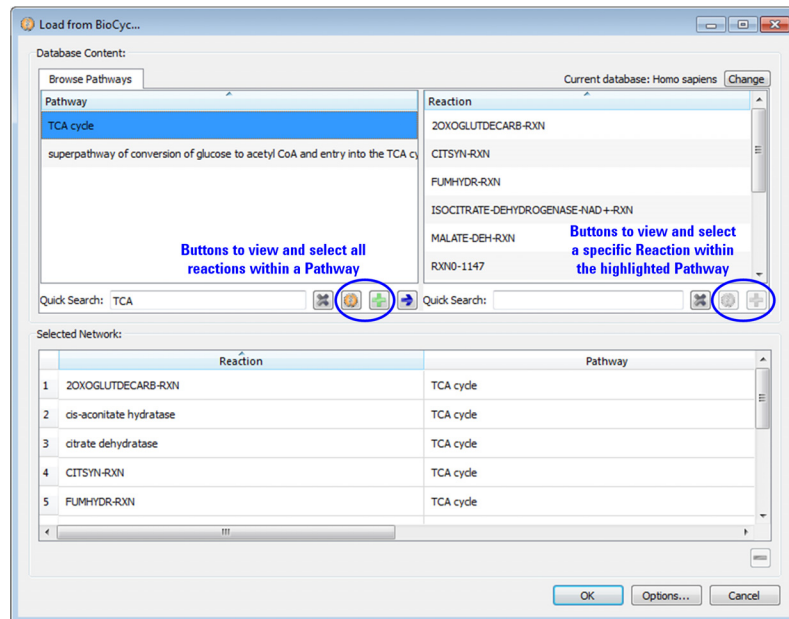 Load from BioCyc...
Database Content:
Browse Pathways
Current database: Homo sapiens Change
Pathway
Reaction
TCA cycle
superpathway of conversion of glucose to acetyl CoA and entry into the TCA cy
2OXOGLUTDECARB-RXN
CITSYN-RXN
FUMHYDR-RXN
ISOCITRATE-DEHYDROGENASE-NAD+-RXN
MALATE-DEH-RXN
RXN0-1147
Buttons to view and select all
reactions within a Pathway
Buttons to view and select
a specific Reaction within
the highlighted Pathway
Quick Search: TCA
Quick Search:
Selected Network:
Reaction Pathway
1 2OXOGLUTDECARB-RXN TCA cycle
2 cis-aconitate hydratase TCA cycle
3 citrate dehydratase TCA cycle
4 CITSYN-RXN TCA cycle
5 FUMHYDR-RXN TCA cycle
OK Options... Cancel